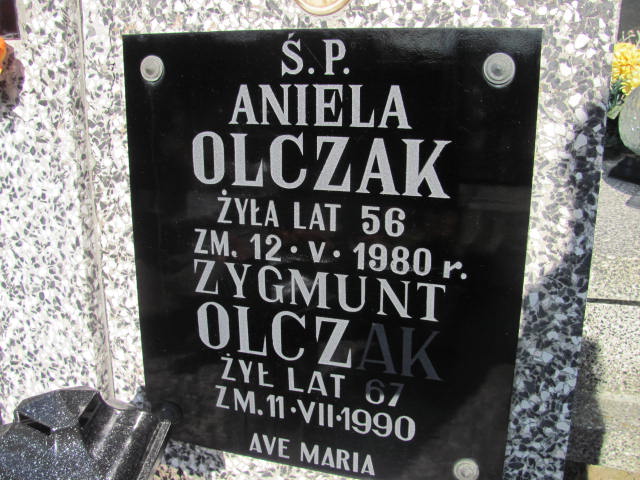 Ś.P.
ANIELA
OLCZAK
ŻYŁA LAT 56
ZM. 12·V·1980 r.
ZYGMUNT
OLCZAK
ŻYŁ LAT 67
ZM. 11·VII·1990
AVE MARIA